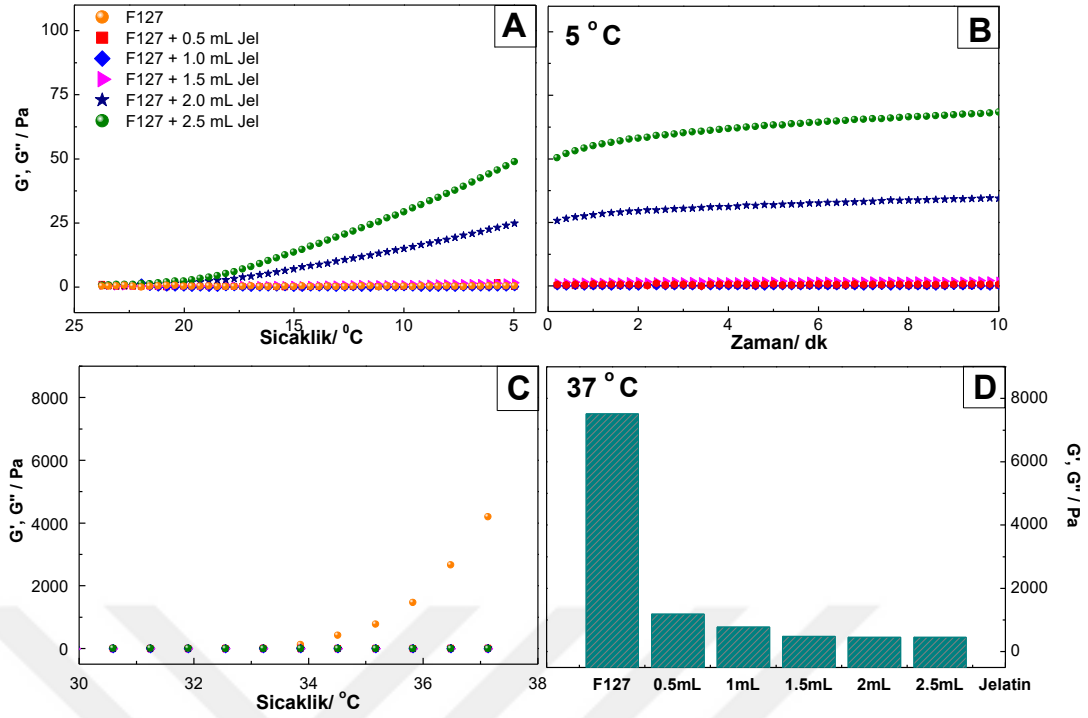 A
F127
F127 + 0.5 mL Jel
F127 + 1.0 mL Jel
F127 + 1.5 mL Jel
F127 + 2.0 mL Jel
F127 + 2.5 mL Jel
G', G" / Pa
100
75
50
25
0
25 20 15 10 5
Sicaklik/ °C
5 °C
B
0 2 4 6 8 10
Zaman/ dk
C
G', G" / Pa
8000
6000
4000
2000
0
30 32 34 36 38
Sicaklik/ °C
37 °C
D
8000
6000
4000
2000
0
G', G" / Pa
F127 0.5mL 1mL 1.5mL 2mL 2.5mL Jelatin